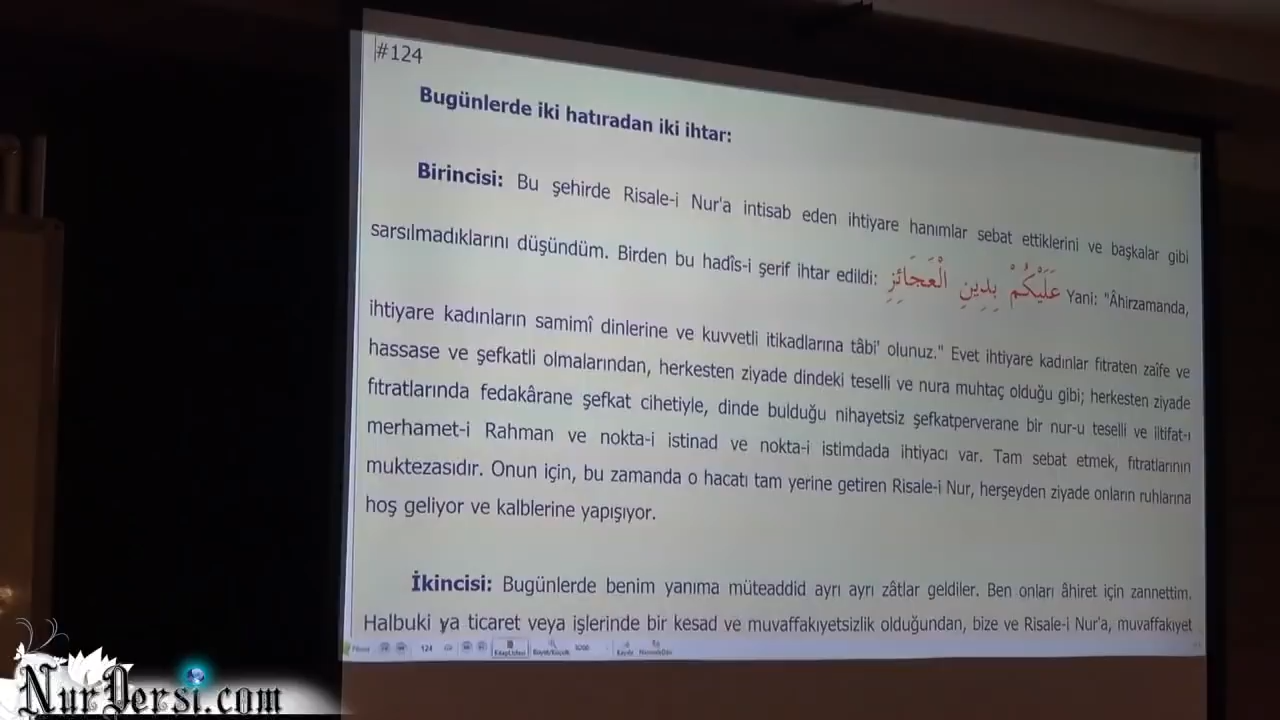 #124
Bugünlerde iki hatıradan iki ihtar:
Birincisi: Bu şehirde Risale-i Nur'a intisab eden ihtiyare hanımlar sebat ettiklerini ve başkalar gibi
sarsılmadıklarını düşündüm. Birden bu hadîs-i şerif ihtar edildi: عَلَيْكُمْ بِدِينِ الْعَجَائِزِ Yani: "Âhirzamanda,
ihtiyare kadınların samimî dinlerine ve kuvvetli itikadlarına tâbi' olunuz." Evet ihtiyare kadınlar fıtraten zaîfe ve
hassase ve şefkatli olmalarından, herkesten ziyade dindeki teselli ve nura muhtaç olduğu gibi; herkesten ziyade
fıtratlarında fedakârane şefkat cihetiyle, dinde bulduğu nihayetsiz şefkatperverane bir nur-u teselli ve iltifat-ı
merhamet-i Rahman ve nokta-i istinad ve nokta-i istimdada ihtiyacı var. Tam sebat etmek, fıtratlarının
muktezasıdır. Onun için, bu zamanda o hacatı tam yerine getiren Risale-i Nur, herşeyden ziyade onların ruhlarına
hoş geliyor ve kalblerine yapışıyor.
İkincisi: Bugünlerde benim yanıma müteaddid ayrı ayrı zâtlar geldiler. Ben onları âhiret için zannettim.
Halbuki ya ticaret veya işlerinde bir kesad ve muvaffakıyetsizlik olduğundan, bize ve Risale-i Nur'a, muvaffakıyet
124
NurDersi.com